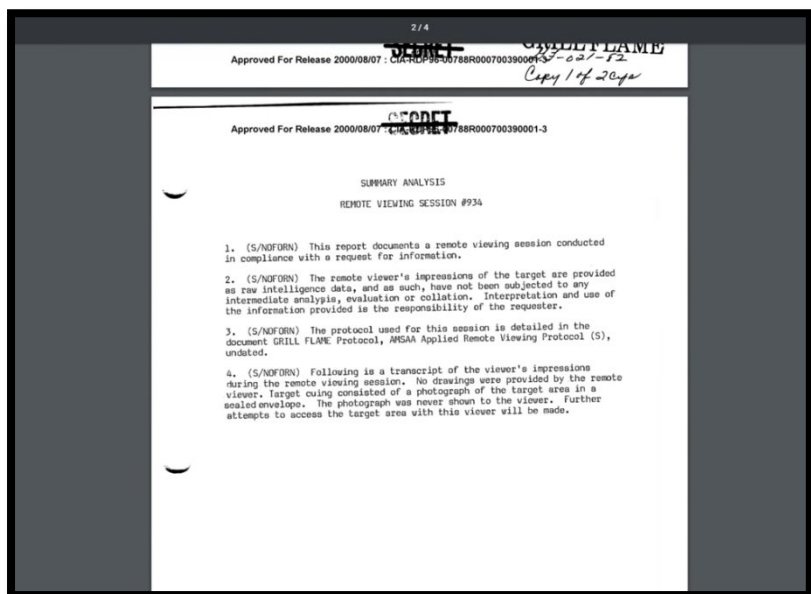 2/4
SECRET
GRILL FLAME
Approved For Release 2000/08/07 : CIA-RDP96-00788R000700390001-3
-021-82
Copy 1 of 2 Cys
SECRET
Approved For Release 2000/08/07 : CIA-RDP96-00788R000700390001-3
SUMMARY ANALYSIS
REMOTE VIEWING SESSION #934
1. (S/NOFORN) This report documents a remote viewing session conducted
in compliance with a request for information.
2. (S/NOFORN) The remote viewer's impressions of the target are provided
as raw intelligence data, and as such, have not been subjected to any
intermediate analysis, evaluation or collation. Interpretation and use of
the information provided is the responsibility of the requester.
3. (S/NOFORN) The protocol used for this session is detailed in the
document GRILL FLAME Protocol, AMSAA Applied Remote Viewing Protocol (S),
undated.
4. (S/NOFORN) Following is a transcript of the viewer's impressions
during the remote viewing session. No drawings were provided by the remote
viewer. Target cuing consisted of a photograph of the target area in a
sealed envelope. The photograph was never shown to the viewer. Further
attempts to access the target area with this viewer will be made.